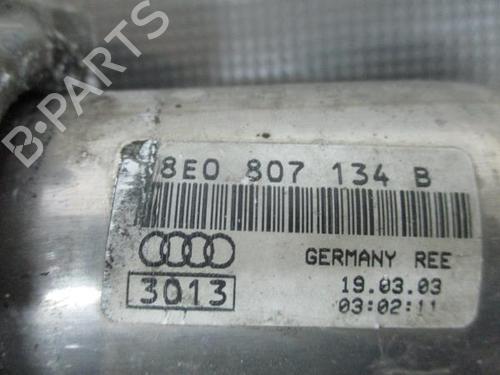 B-PARTS
8E0 807 134 B
GERMANY REE
3013
19.03.03
03:02:11